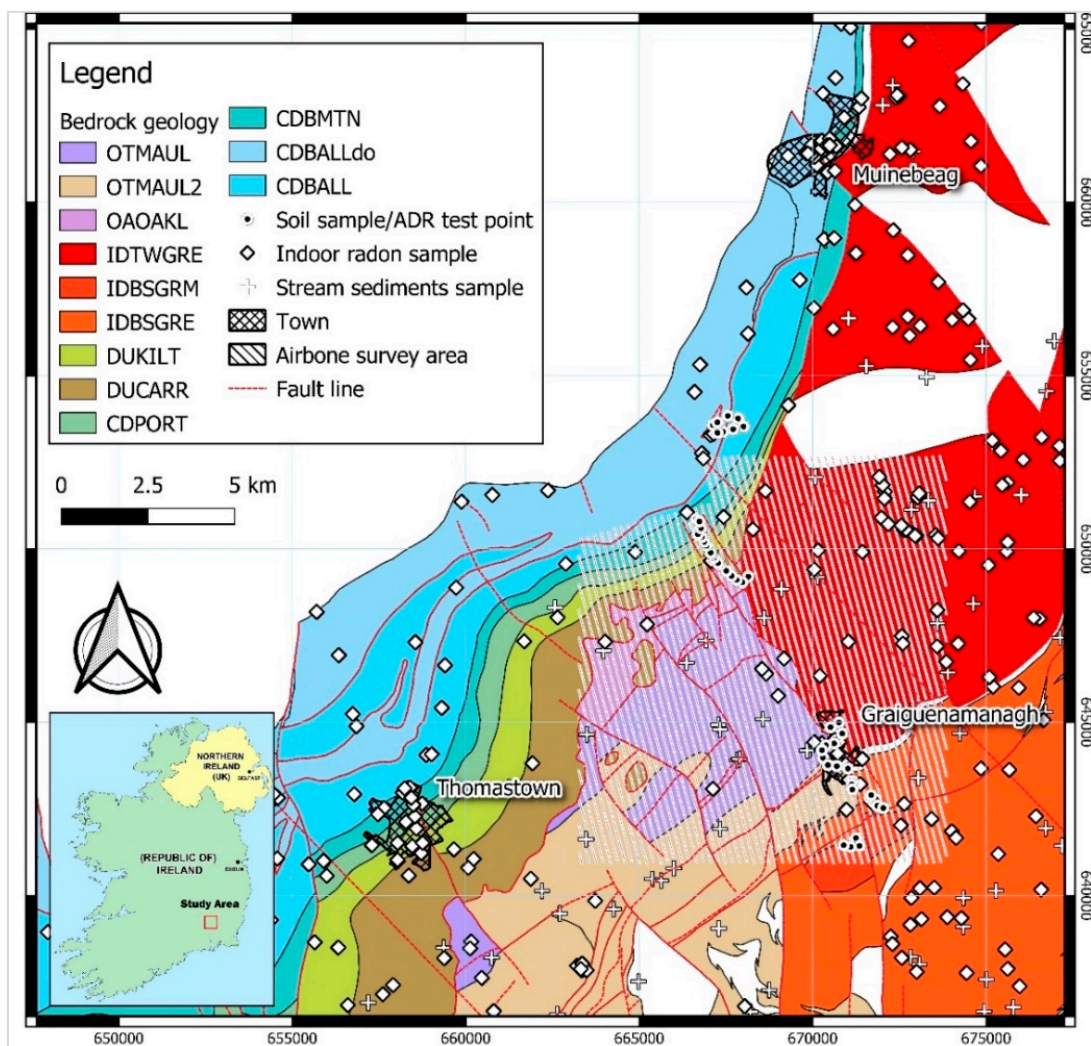 Legend
Bedrock geology
OTMAUL
OTMAUL2
OAOAKL
IDTWGRE
IDBSGRM
IDBSGRE
DUKILT
DUCARR
CDPORT
CDBMTN
CDBALLdo
CDBALL
Soil sample/ADR test point
Indoor radon sample
Stream sediments sample
Town
Airbone survey area
Fault line
0 2.5 5 km
Muinebeag
Graiguenamanagh
Thomastown
NORTHERN
IRELAND
(UK)
BELFAST
(REPUBLIC OF)
IRELAND
DUBLIN
Study Area
665000
660000
655000
650000
645000
640000
650000 655000 660000 665000 670000 675000